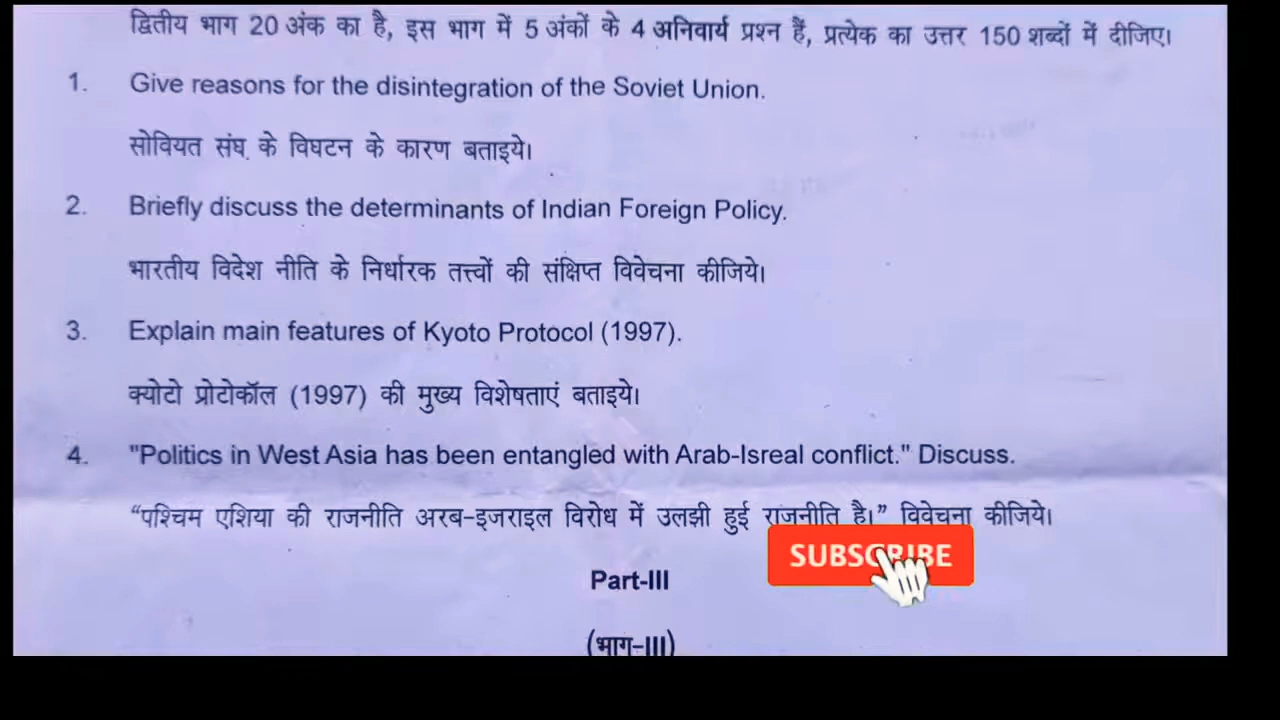 द्वितीय भाग 20 अंक का है, इस भाग में 5 अंकों के 4 अनिवार्य प्रश्न हैं, प्रत्येक का उत्तर 150 शब्दों में दीजिए।
1. Give reasons for the disintegration of the Soviet Union.
सोवियत संघ के विघटन के कारण बताइये।
2. Briefly discuss the determinants of Indian Foreign Policy.
भारतीय विदेश नीति के निर्धारक तत्त्वों की संक्षिप्त विवेचना कीजिये।
3. Explain main features of Kyoto Protocol (1997).
क्योटो प्रोटोकॉल (1997) की मुख्य विशेषताएं बताइये।
4. "Politics in West Asia has been entangled with Arab-Isreal conflict." Discuss.
“पश्चिम एशिया की राजनीति अरब-इजराइल विरोध में उलझी हुई राजनीति है।” विवेचना कीजिये।
SUBSCRIBE
Part-III
(भाग-III)